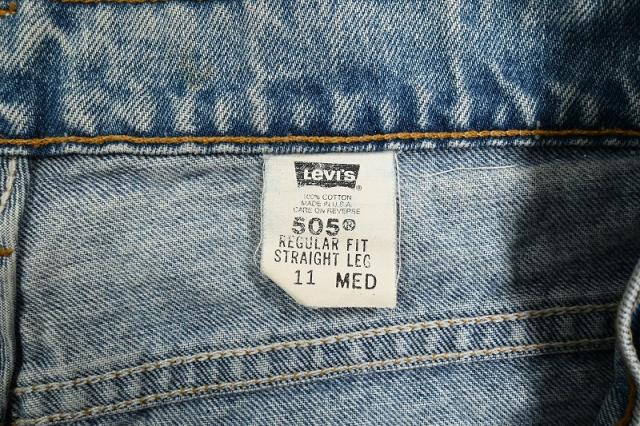 Levi's
100% COTTON
MADE IN U.S.A.
CARE ON REVERSE
505®
REGULAR FIT
STRAIGHT LEG
11 MED